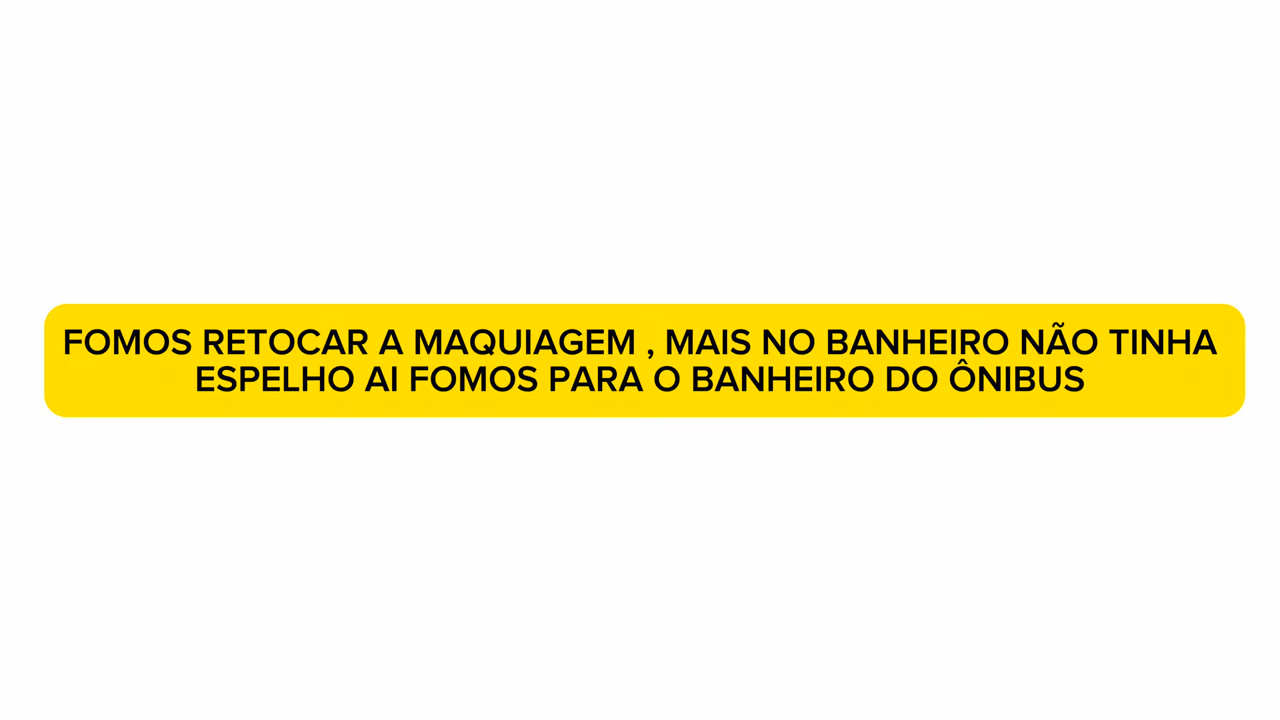 FOMOS RETOCAR A MAQUIAGEM , MAIS NO BANHEIRO NÃO TINHA
ESPELHO AI FOMOS PARA O BANHEIRO DO ÔNIBUS